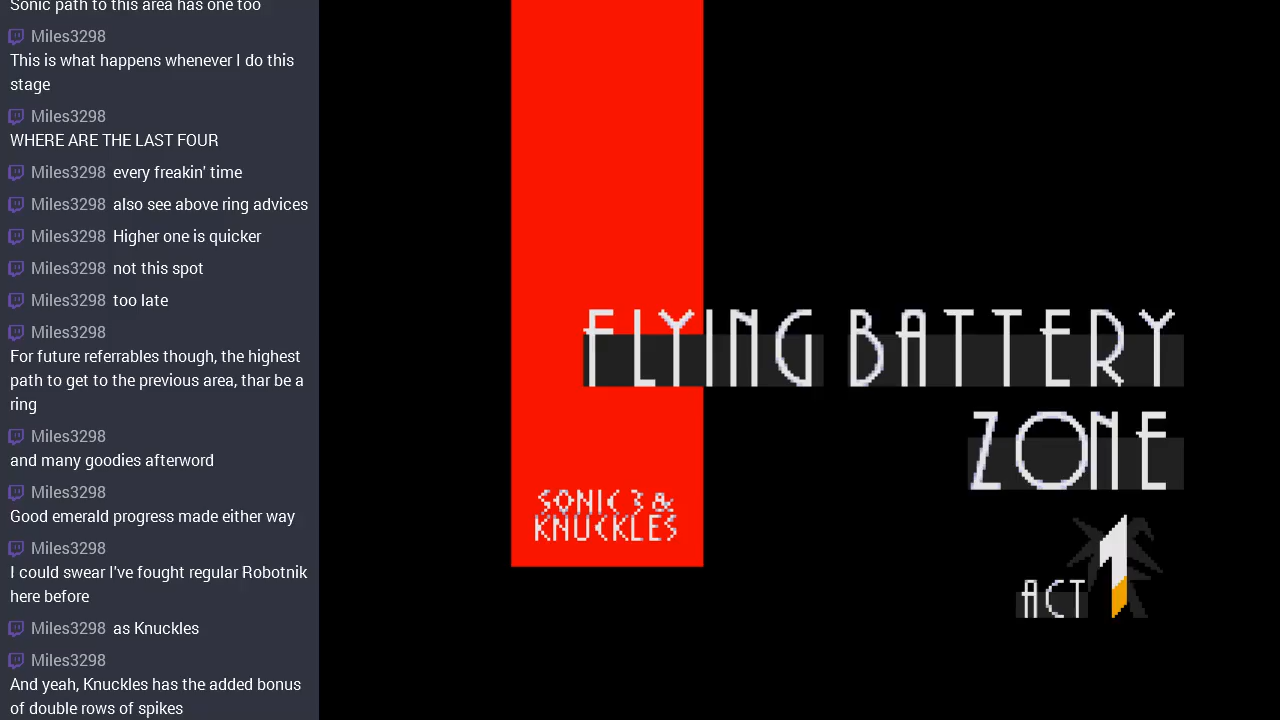 Sonic path to this area has one too
Miles3298
This is what happens whenever I do this
stage
Miles3298
WHERE ARE THE LAST FOUR
Miles3298 every freakin' time
Miles3298 also see above ring advices
Miles3298 Higher one is quicker
Miles3298 not this spot
Miles3298 too late
Miles3298
For future referrables though, the highest
path to get to the previous area, thar be a
ring
Miles3298
and many goodies afterword
Miles3298
Good emerald progress made either way
Miles3298
I could swear I've fought regular Robotnik
here before
Miles3298 as Knuckles
Miles3298
And yeah, Knuckles has the added bonus
of double rows of spikes
FLYING BATTERY
ZONE
SONIC 3 &
KNUCKLES
ACT 1